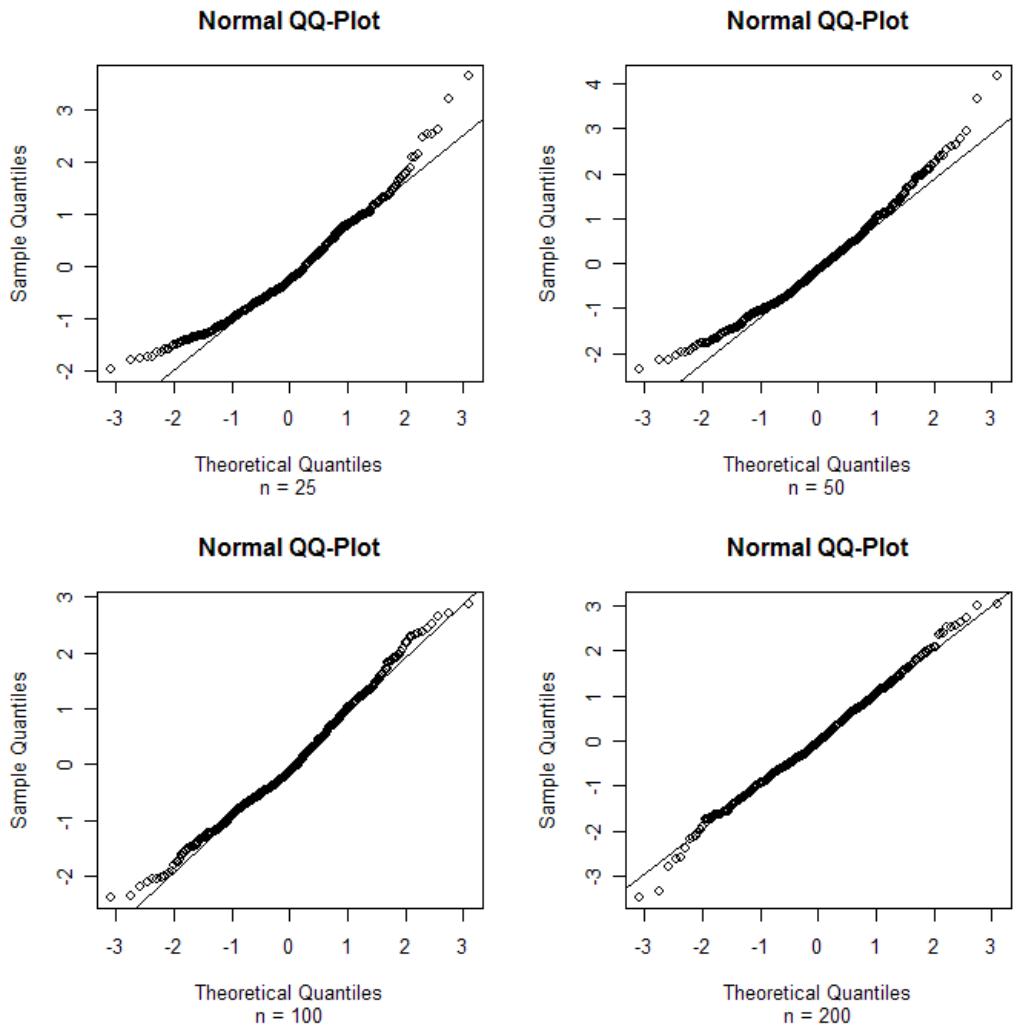 Normal QQ-Plot
Sample Quantiles
3
2
1
0
-1
-2
-3 -2 -1 0 1 2 3
Theoretical Quantiles
n = 25
Normal QQ-Plot
Sample Quantiles
4
3
2
1
0
-1
-2
-3 -2 -1 0 1 2 3
Theoretical Quantiles
n = 50
Normal QQ-Plot
Sample Quantiles
3
2
1
0
-1
-2
-3 -2 -1 0 1 2 3
Theoretical Quantiles
n = 100
Normal QQ-Plot
Sample Quantiles
3
2
1
0
-1
-2
-3
-3 -2 -1 0 1 2 3
Theoretical Quantiles
n = 200